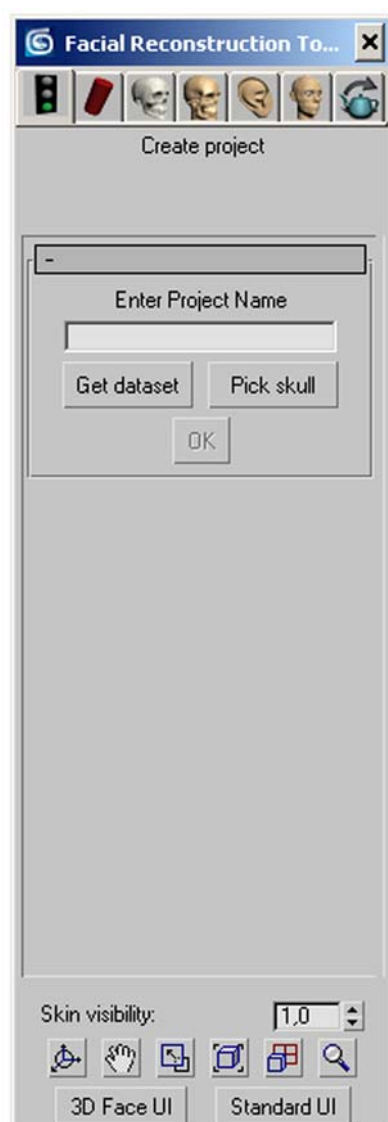 Facial Reconstruction To...
Create project
-
Enter Project Name
Get dataset Pick skull
OK
Skin visibility: 1,0
3D Face UI Standard UI